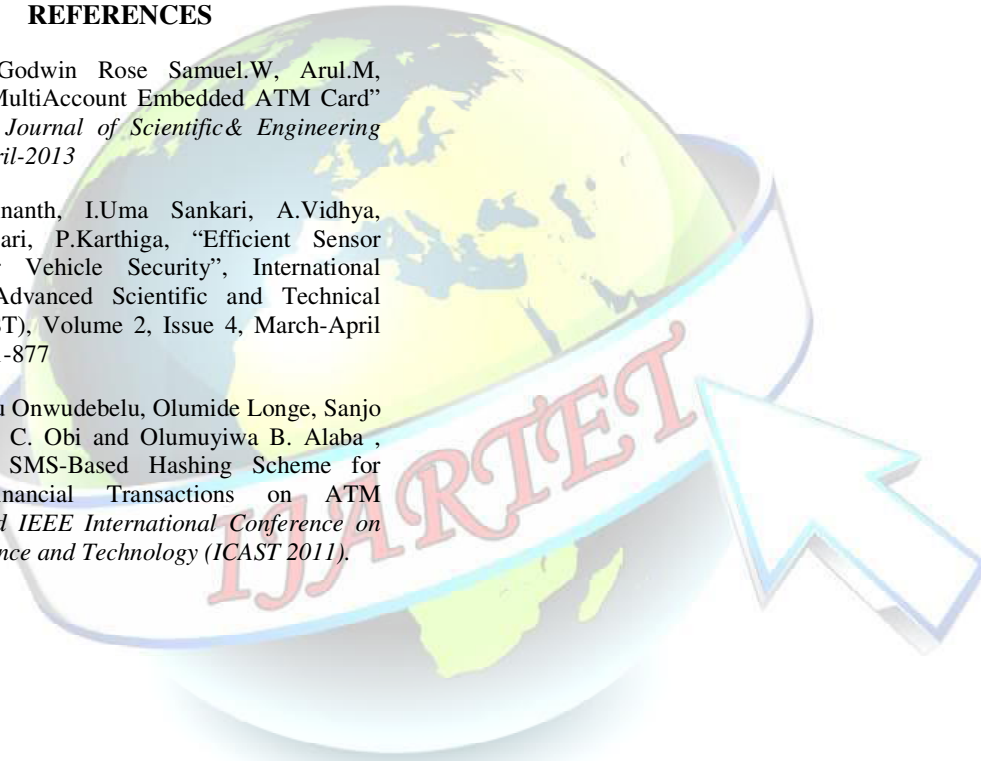 REFERENCES
Godwin Rose Samuel.W, Arul.M,
MultiAccount Embedded ATM Card”
Journal of Scientific& Engineering
ril-2013
nanth, I.Uma Sankari, A.Vidhya,
ari, P.Karthiga, “Efficient Sensor
Vehicle Security”, International
Advanced Scientific and Technical
ST), Volume 2, Issue 4, March-April
-877
u Onwudebelu, Olumide Longe, Sanjo
C. Obi and Olumuyiwa B. Alaba ,
SMS-Based Hashing Scheme for
inancial Transactions on ATM
d IEEE International Conference on
nce and Technology (ICAST 2011).
IJARTET